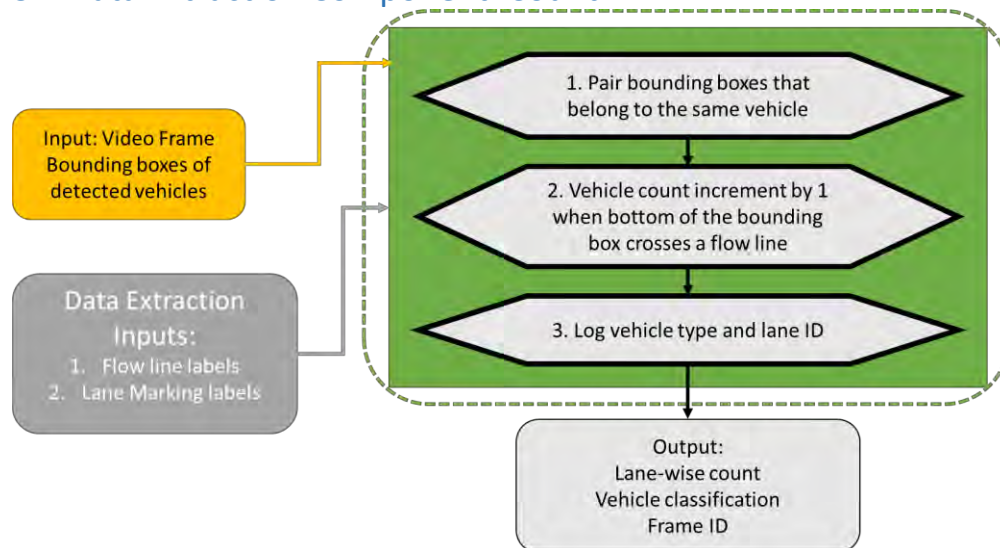 Input: Video Frame
Bounding boxes of
detected vehicles
Data Extraction
Inputs:
1. Flow line labels
2. Lane Marking labels
1. Pair bounding boxes that
belong to the same vehicle
2. Vehicle count increment by 1
when bottom of the bounding
box crosses a flow line
3. Log vehicle type and lane ID
Output:
Lane-wise count
Vehicle classification
Frame ID